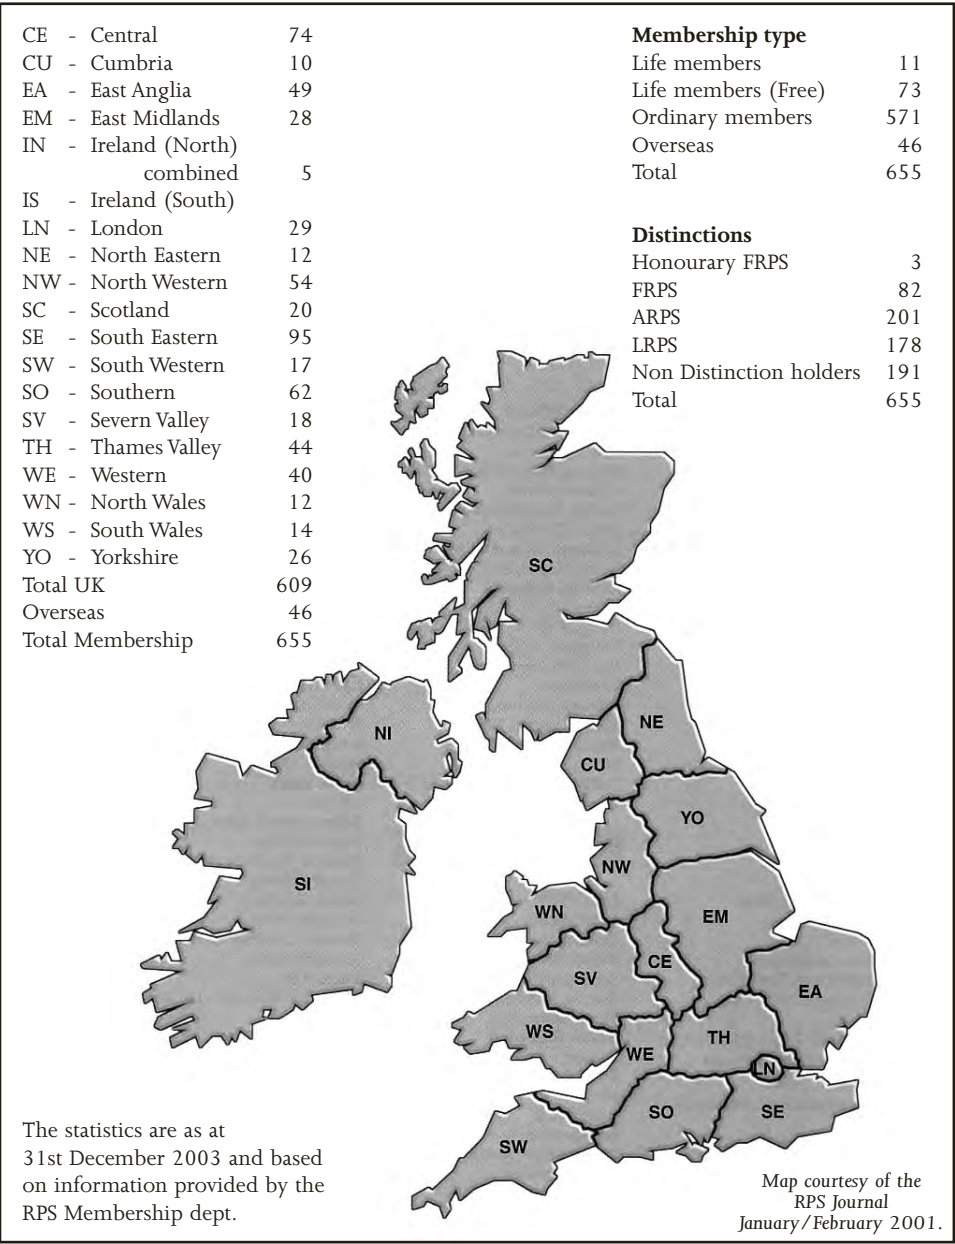 CE - Central 74
CU - Cumbria 10
EA - East Anglia 49
EM - East Midlands 28
IN - Ireland (North)
combined 5
IS - Ireland (South)
LN - London 29
NE - North Eastern 12
NW - North Western 54
SC - Scotland 20
SE - South Eastern 95
SW - South Western 17
SO - Southern 62
SV - Severn Valley 18
TH - Thames Valley 44
WE - Western 40
WN - North Wales 12
WS - South Wales 14
YO - Yorkshire 26
Total UK 609
Overseas 46
Total Membership 655
Membership type
Life members 11
Life members (Free) 73
Ordinary members 571
Overseas 46
Total 655
Distinctions
Honourary FRPS 3
FRPS 82
ARPS 201
LRPS 178
Non Distinction holders 191
Total 655
SC
NE
NI
CU
YO
NW
SI
WN
EM
CE
SV
EA
WS
TH
WE
LN
SO
SE
SW
The statistics are as at
31st December 2003 and based
on information provided by the
RPS Membership dept.
Map courtesy of the
RPS Journal
January/February 2001.